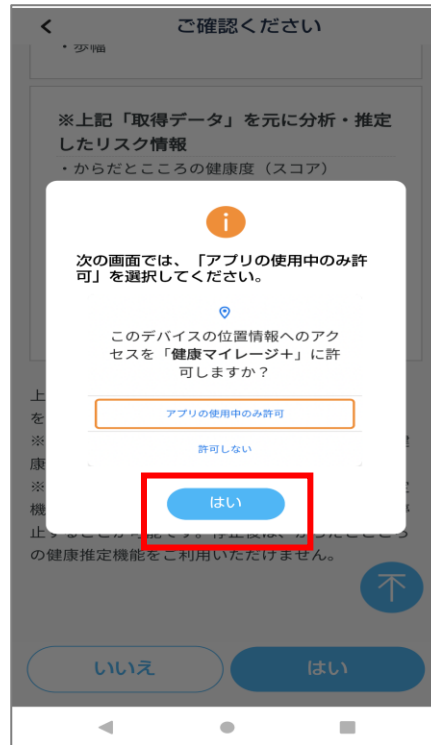 ご確認ください
・歩幅
※上記「取得データ」を元に分析・推定
したリスク情報
・からだとこころの健康度（スコア）
次の画面では、「アプリの使用中のみ許
可」を選択してください。
このデバイスの位置情報へのアク
セスを「健康マイレージ＋」に許
可しますか？
アプリの使用中のみ許可
許可しない
はい
上
を
※
康
※
機
止することが可能です。停止後は、からだとこころ
の健康推定機能をご利用いただけません。
いいえ
はい